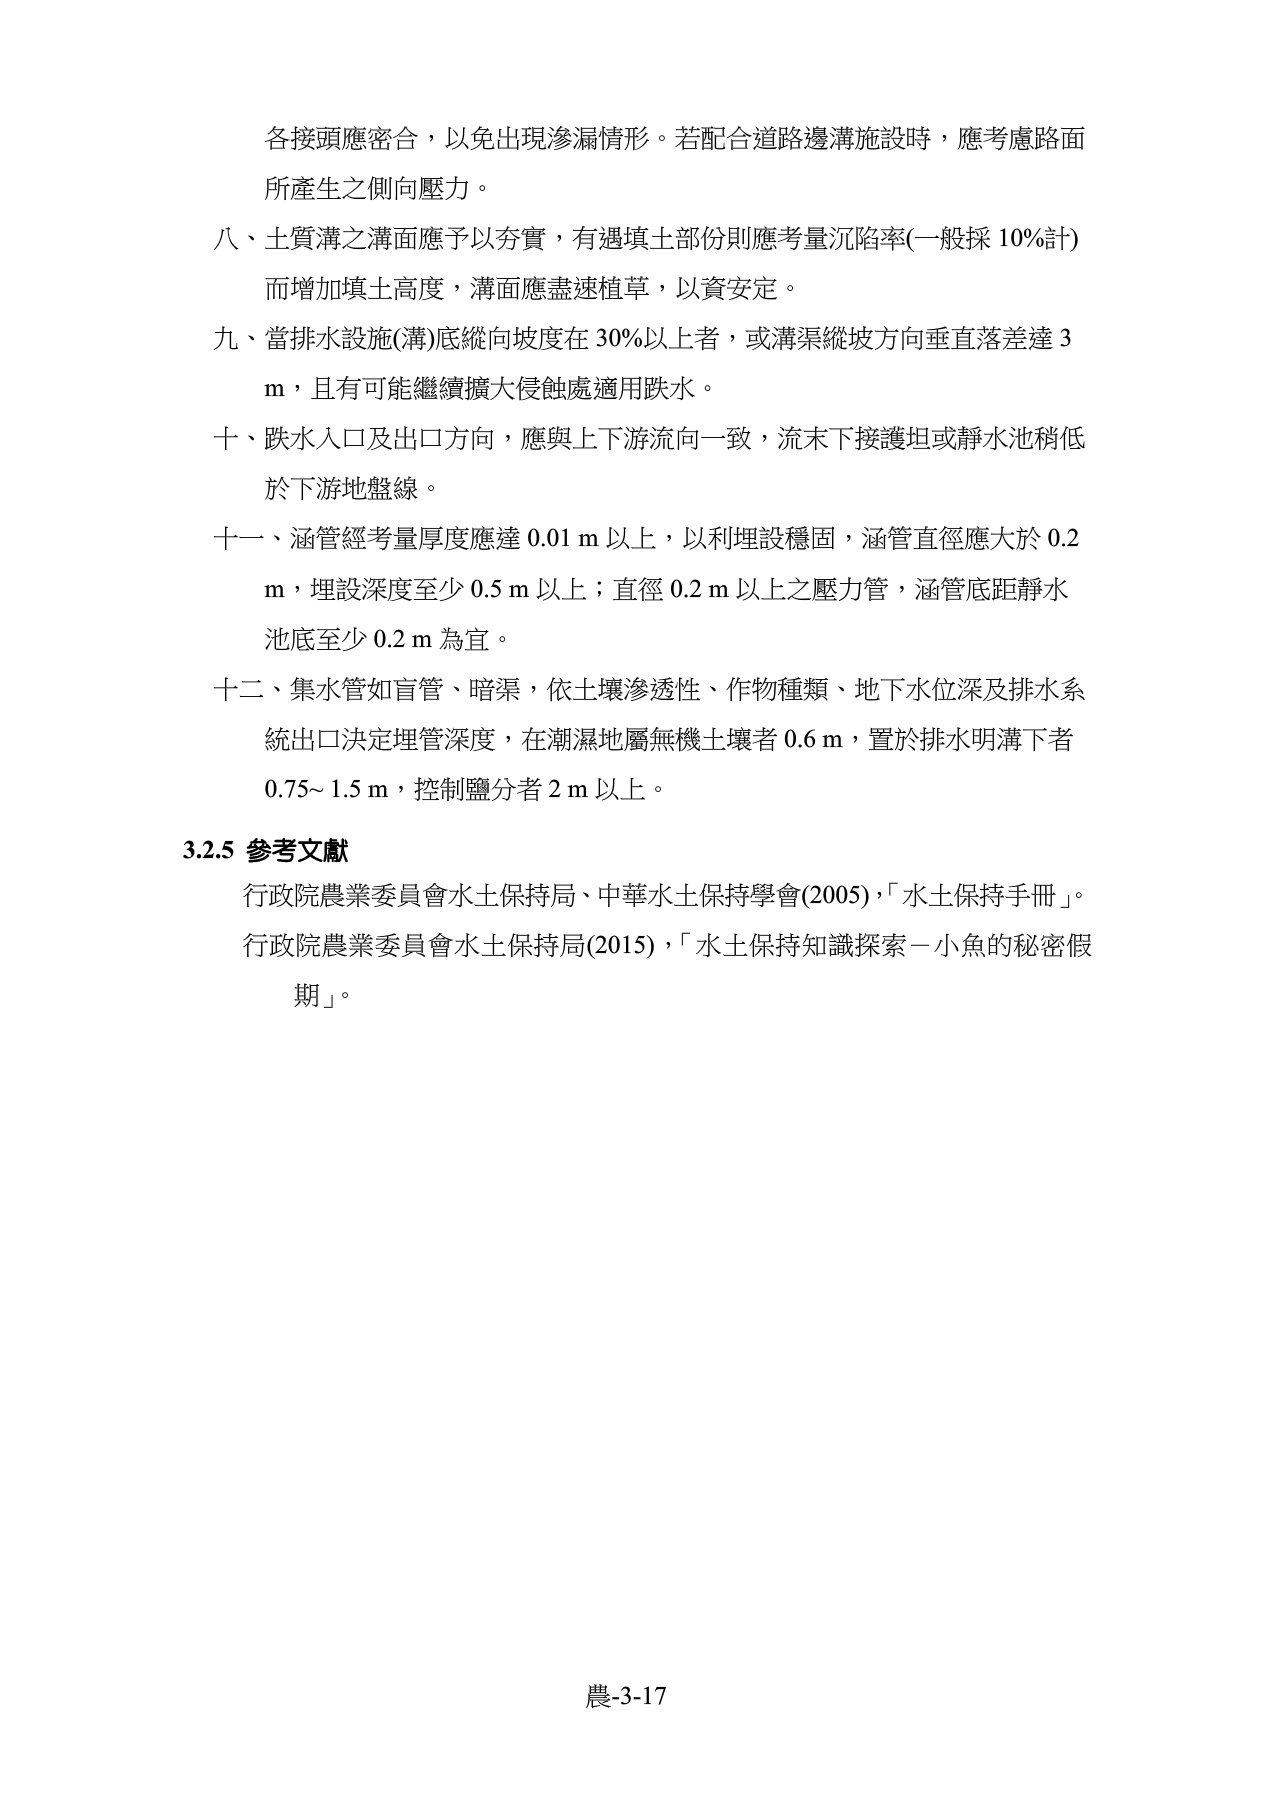 各接頭應密合，以免出現滲漏情形。若配合道路邊溝施設時，應考慮路面
所產生之側向壓力。
八、土質溝之溝面應予以夯實，有遇填土部份則應考量沉陷率(一般採 10%計)
而增加填土高度，溝面應盡速植草，以資安定。
九、當排水設施(溝)底縱向坡度在 30%以上者，或溝渠縱坡方向垂直落差達 3
m，且有可能繼續擴大侵蝕處適用跌水。
十、跌水入口及出口方向，應與上下游流向一致，流末下接護坦或靜水池稍低
於下游地盤線。
十一、涵管經考量厚度應達 0.01 m 以上，以利埋設穩固，涵管直徑應大於 0.2
m，埋設深度至少 0.5 m 以上；直徑 0.2 m 以上之壓力管，涵管底距靜水
池底至少 0.2 m 為宜。
十二、集水管如盲管、暗渠，依土壤滲透性、作物種類、地下水位深及排水系
統出口決定埋管深度，在潮濕地屬無機土壤者 0.6 m，置於排水明溝下者
0.75~ 1.5 m，控制鹽分者 2 m 以上。
3.2.5 參考文獻
行政院農業委員會水土保持局、中華水土保持學會(2005)，「水土保持手冊」。
行政院農業委員會水土保持局(2015)，「水土保持知識探索－小魚的秘密假
期」。
農-3-17